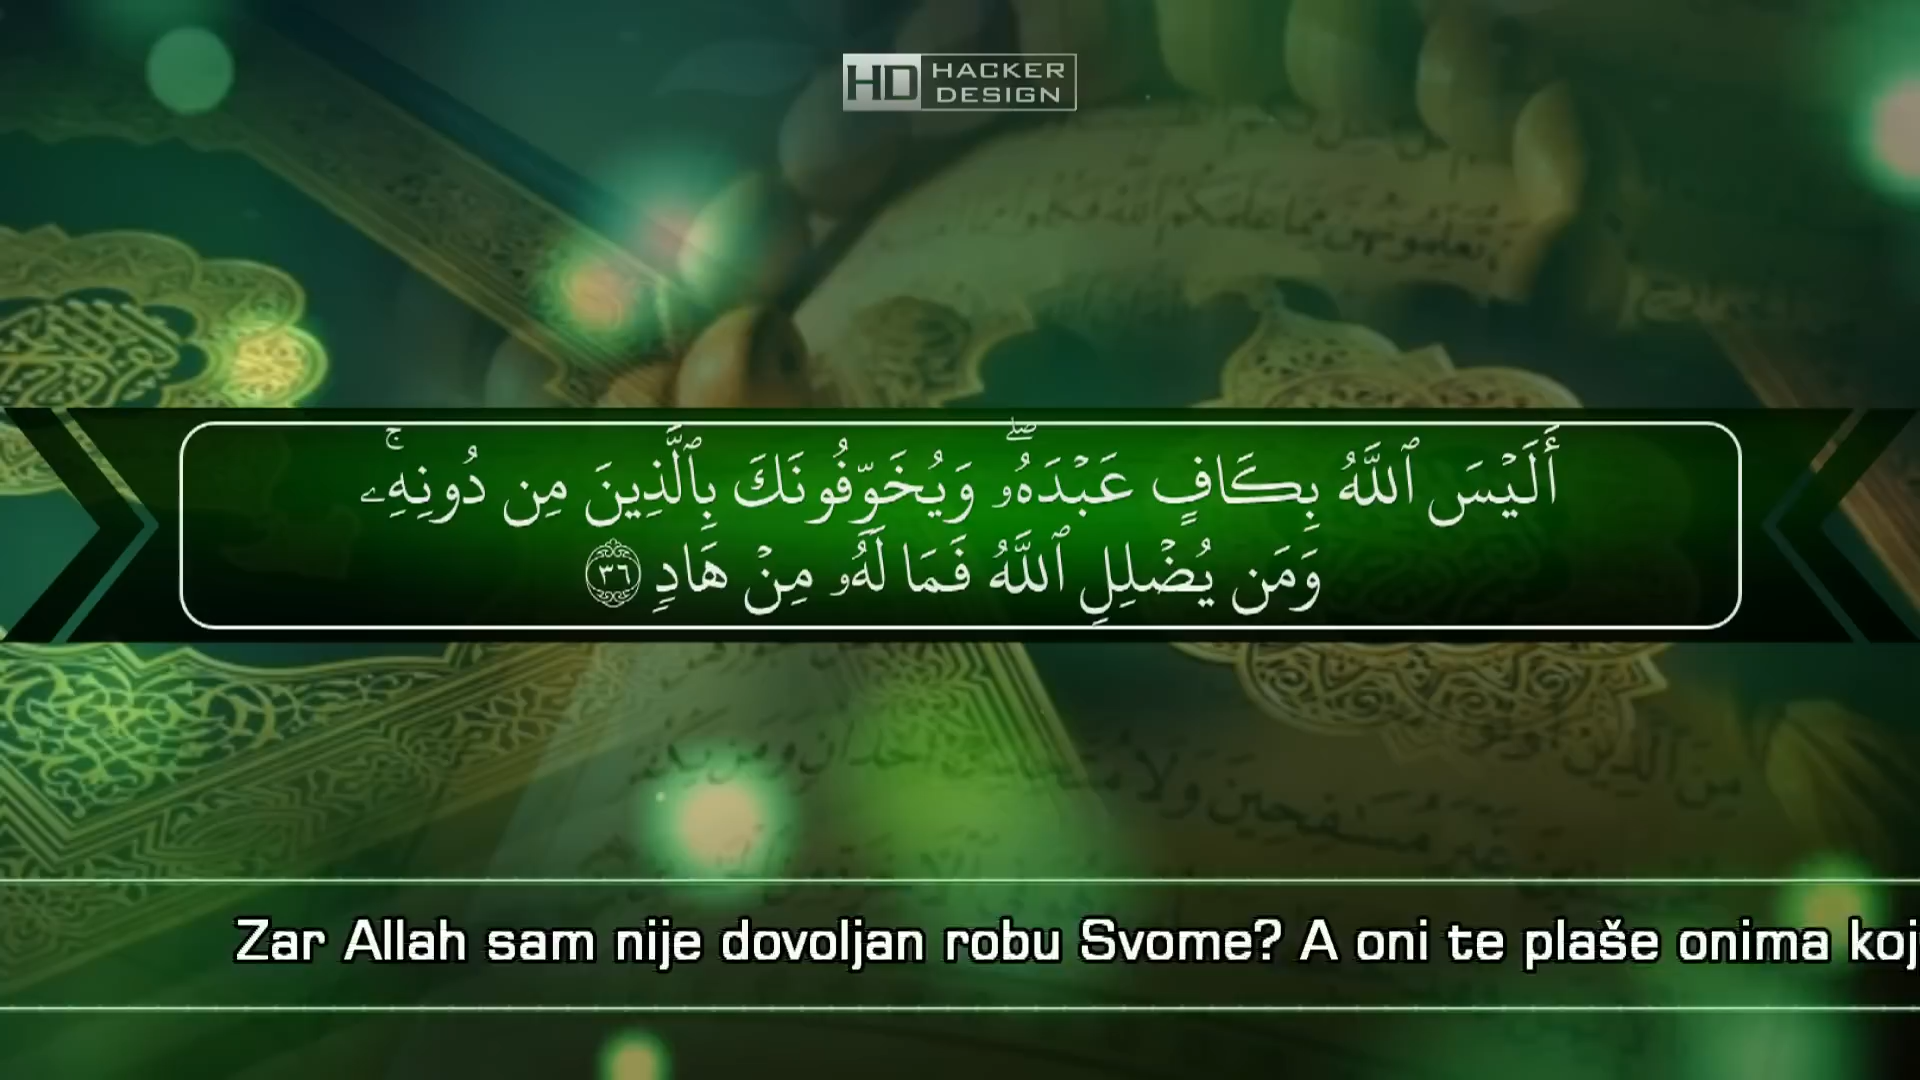 HD HACKER
DESIGN
أَلَيْسَ ٱللَّهُ بِكَافٍ عَبْدَهُۥۖ وَيُخَوِّفُونَكَ بِٱلَّذِينَ مِن دُونِهِۦۚ
وَمَن يُضْلِلِ ٱللَّهُ فَمَا لَهُۥ مِنْ هَادٍ ٣٦
Zar Allah sam nije dovoljan robu Svome? A oni te plaše onima koj